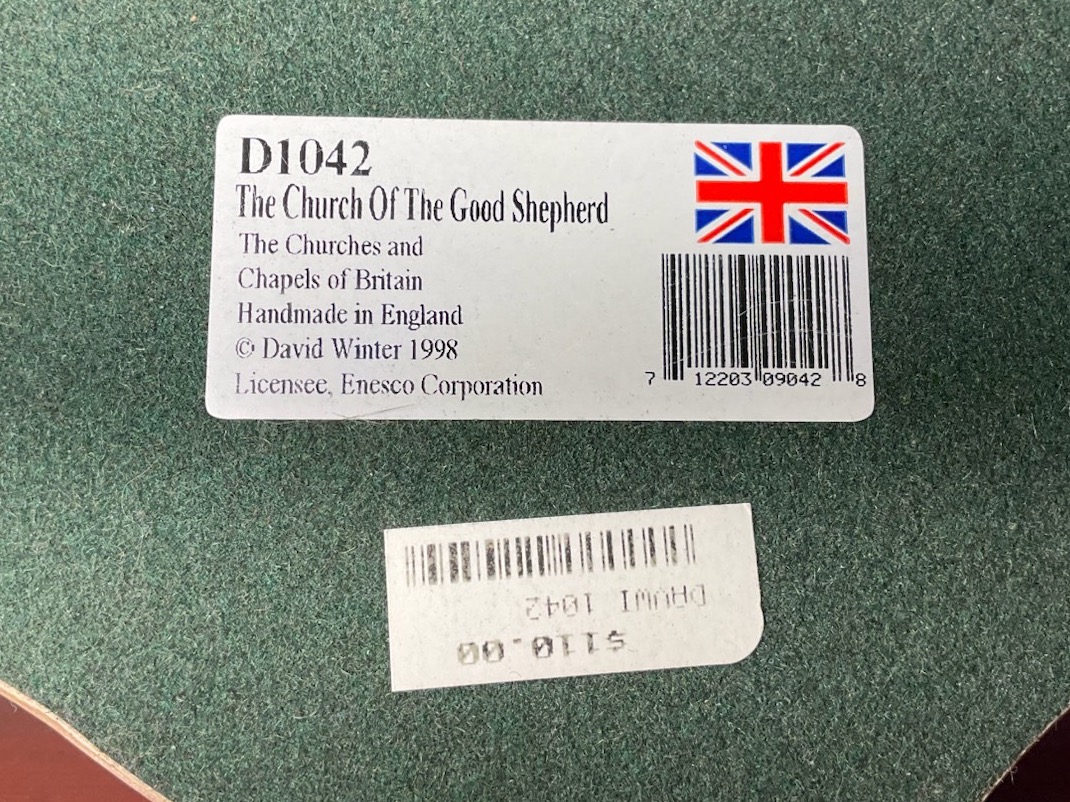 D1042
The Church Of The Good Shepherd
The Churches and
Chapels of Britain
Handmade in England
© David Winter 1998
Licensee, Enesco Corporation
7 12203 09042 8
DAVWI 1042
$110.00